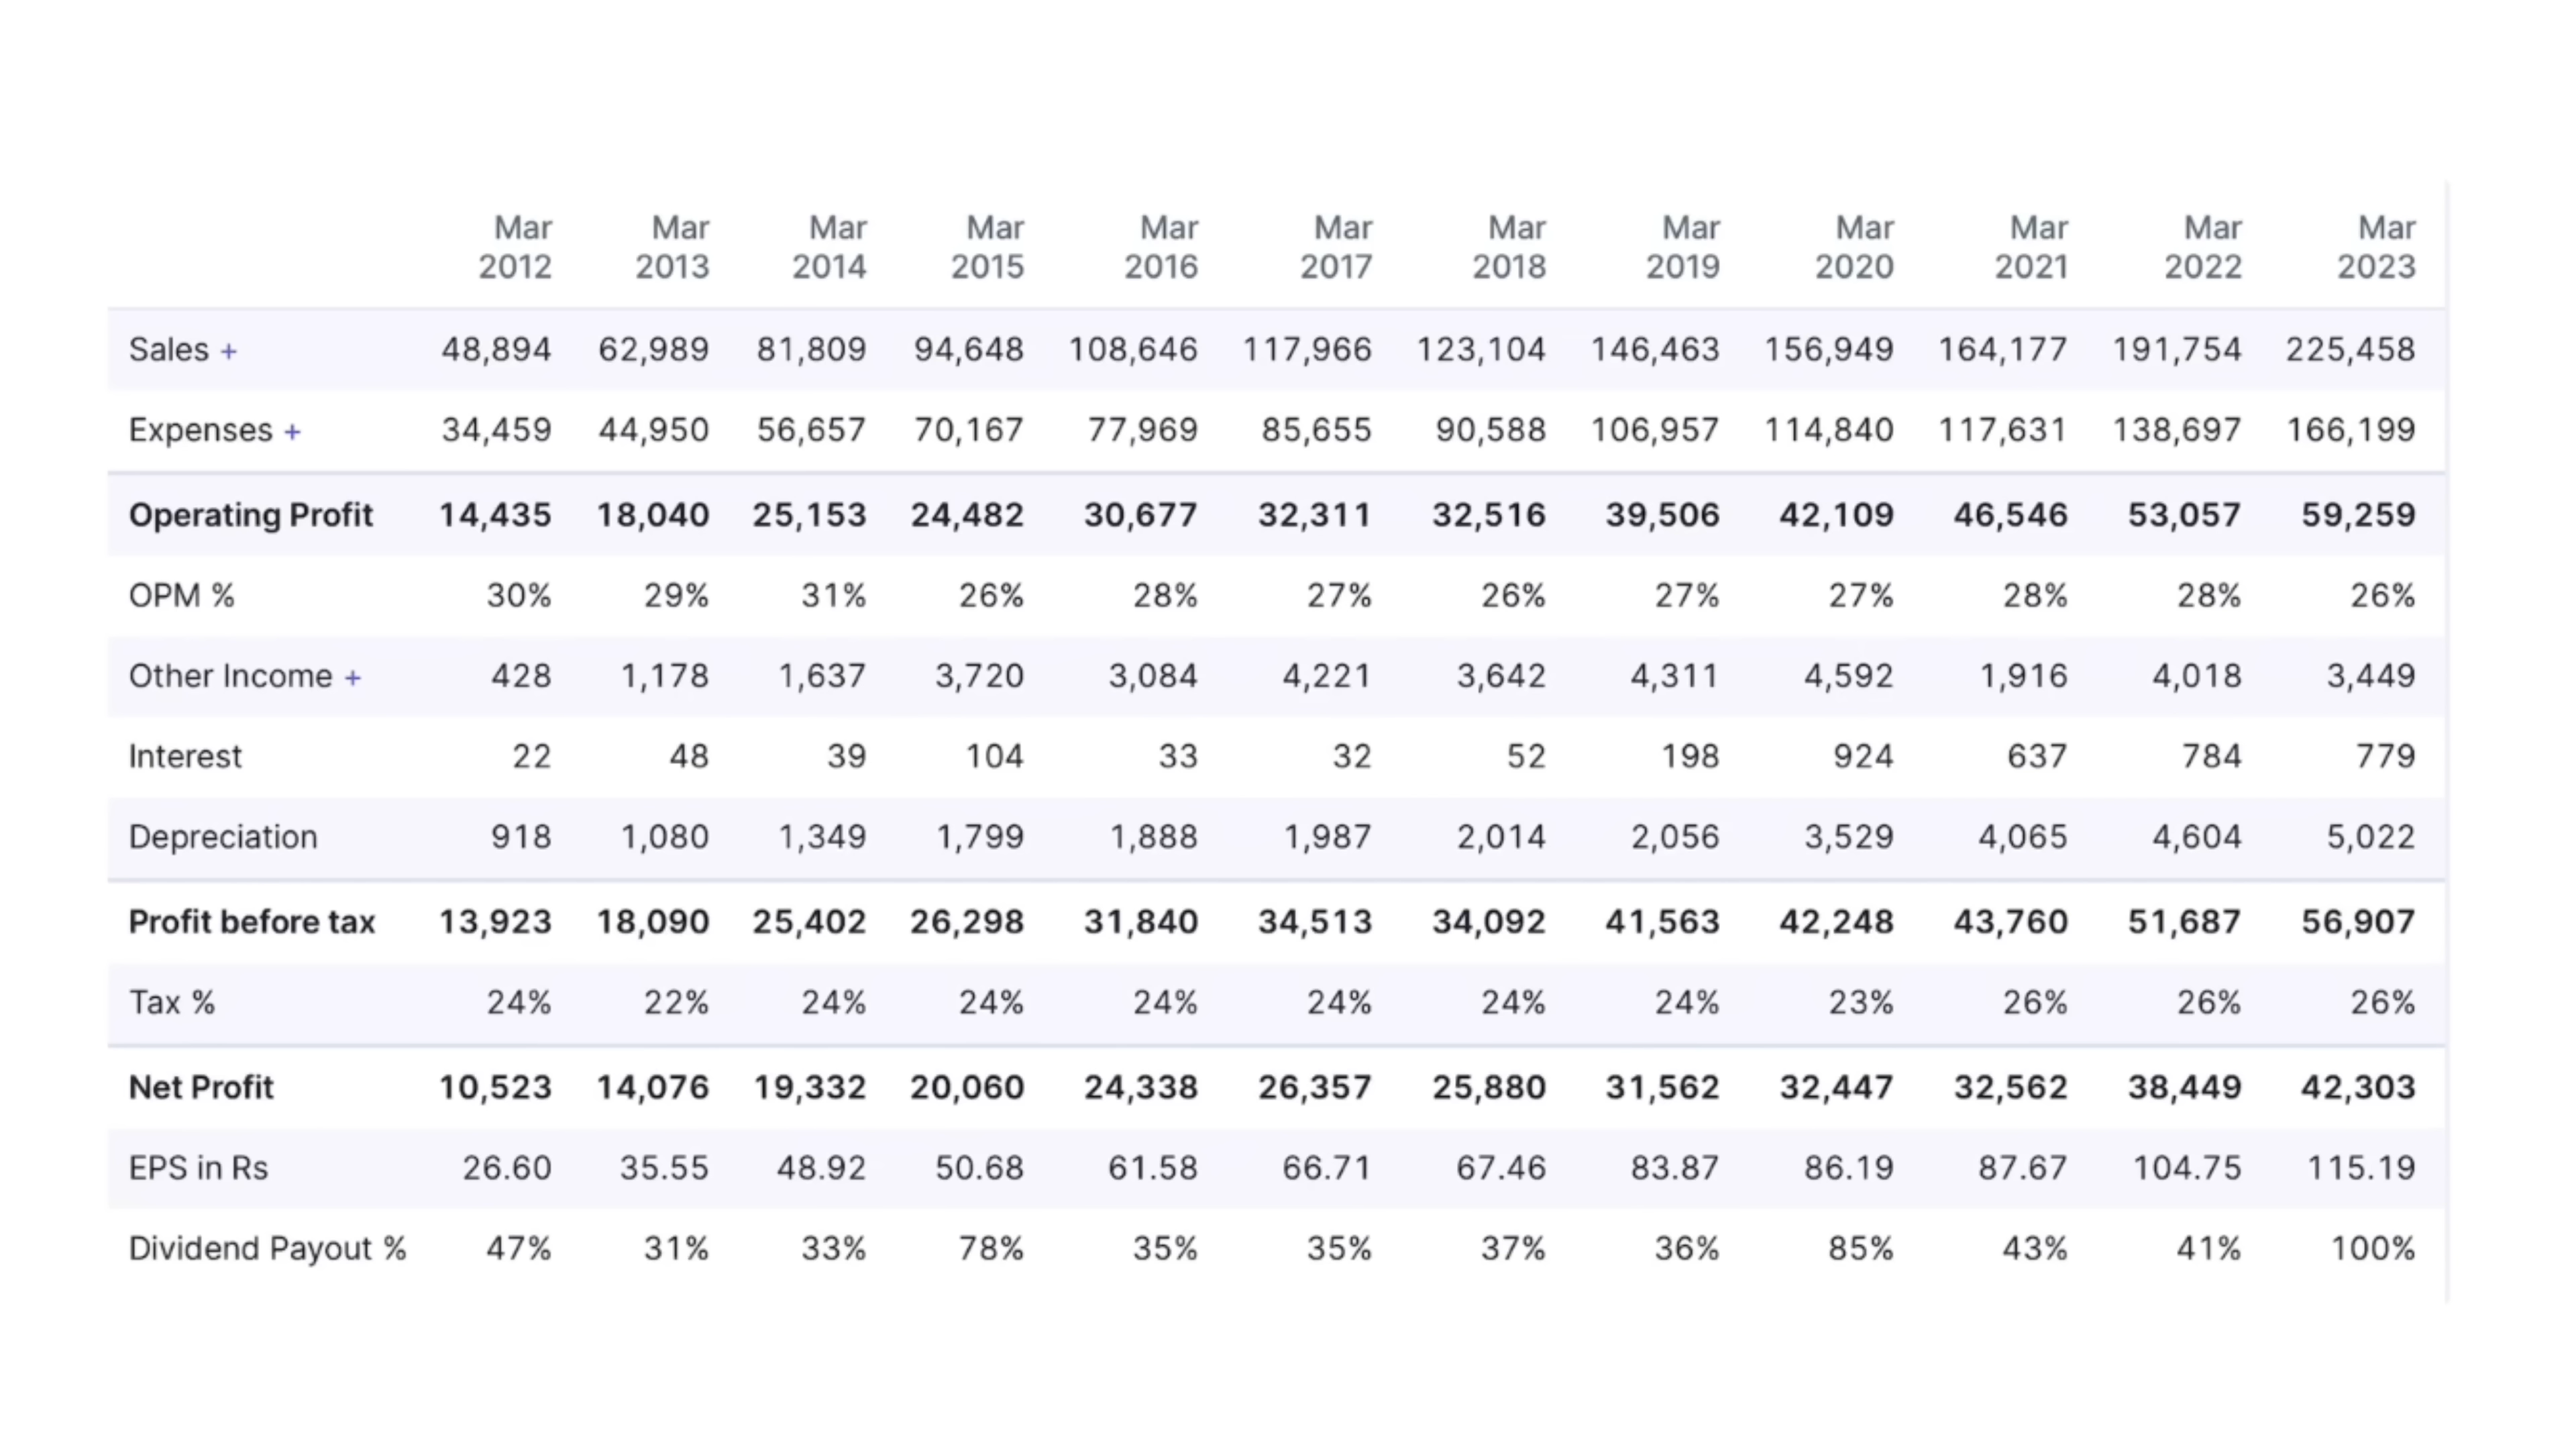 Mar Mar Mar Mar Mar Mar Mar Mar Mar Mar Mar Mar
2012 2013 2014 2015 2016 2017 2018 2019 2020 2021 2022 2023
Sales + 48,894 62,989 81,809 94,648 108,646 117,966 123,104 146,463 156,949 164,177 191,754 225,458
Expenses + 34,459 44,950 56,657 70,167 77,969 85,655 90,588 106,957 114,840 117,631 138,697 166,199
Operating Profit 14,435 18,040 25,153 24,482 30,677 32,311 32,516 39,506 42,109 46,546 53,057 59,259
OPM % 30% 29% 31% 26% 28% 27% 26% 27% 27% 28% 28% 26%
Other Income + 428 1,178 1,637 3,720 3,084 4,221 3,642 4,311 4,592 1,916 4,018 3,449
Interest 22 48 39 104 33 32 52 198 924 637 784 779
Depreciation 918 1,080 1,349 1,799 1,888 1,987 2,014 2,056 3,529 4,065 4,604 5,022
Profit before tax 13,923 18,090 25,402 26,298 31,840 34,513 34,092 41,563 42,248 43,760 51,687 56,907
Tax % 24% 22% 24% 24% 24% 24% 24% 24% 23% 26% 26% 26%
Net Profit 10,523 14,076 19,332 20,060 24,338 26,357 25,880 31,562 32,447 32,562 38,449 42,303
EPS in Rs 26.60 35.55 48.92 50.68 61.58 66.71 67.46 83.87 86.19 87.67 104.75 115.19
Dividend Payout % 47% 31% 33% 78% 35% 35% 37% 36% 85% 43% 41% 100%